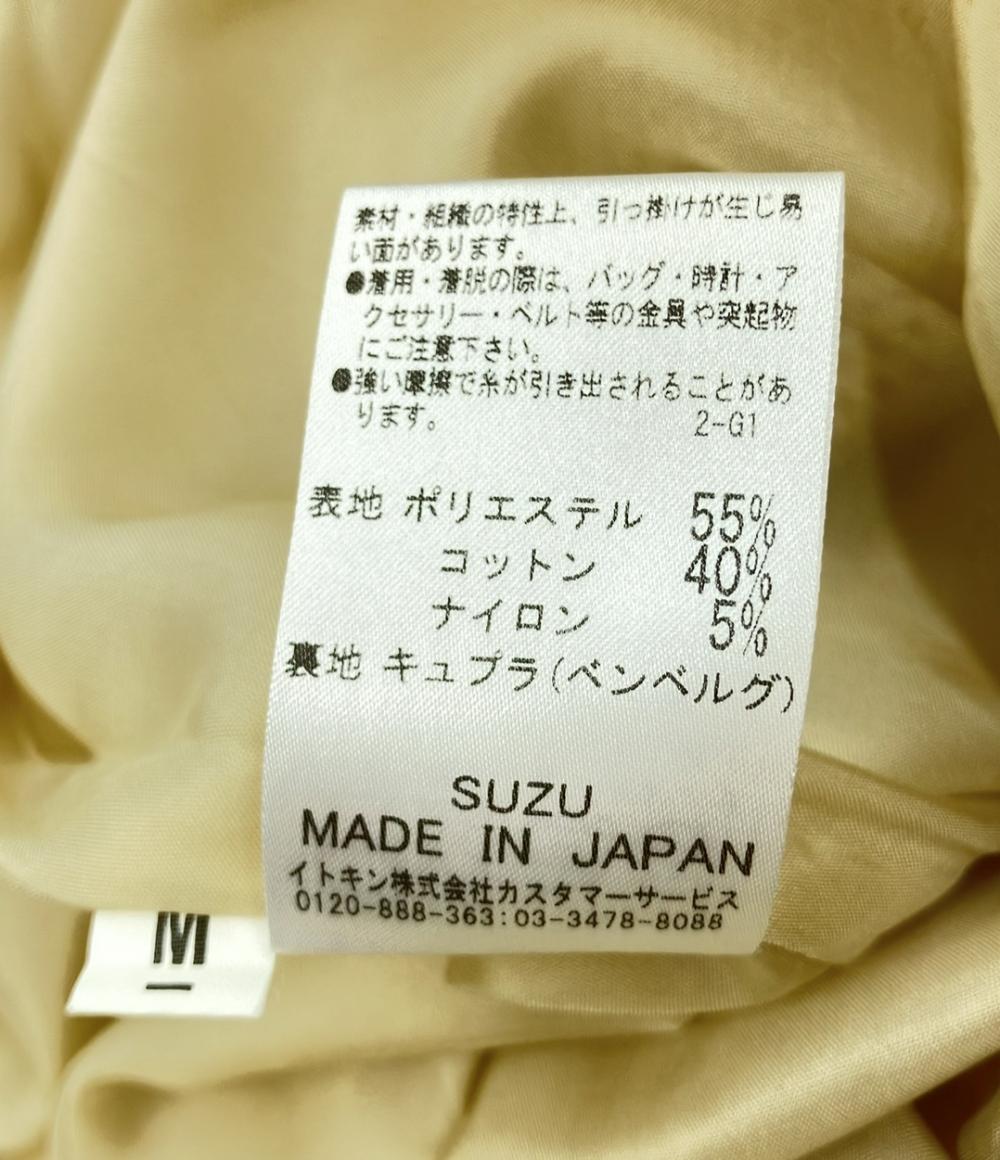 素材・組織の特性上、引っ掛けが生じ易
い面があります。
●着用・着脱の際は、バッグ・時計・ア
クセサリー・ベルト等の金具や突起物
にご注意下さい。
●強い摩擦で糸が引き出されることがあ
ります。 2-G1
表地 ポリエステル 55%
コットン 40%
ナイロン 5%
裏地 キュプラ(ベンベルグ)
SUZU
MADE IN JAPAN
イトキン株式会社カスタマーサービス
0120-888-363:03-3478-8088
M